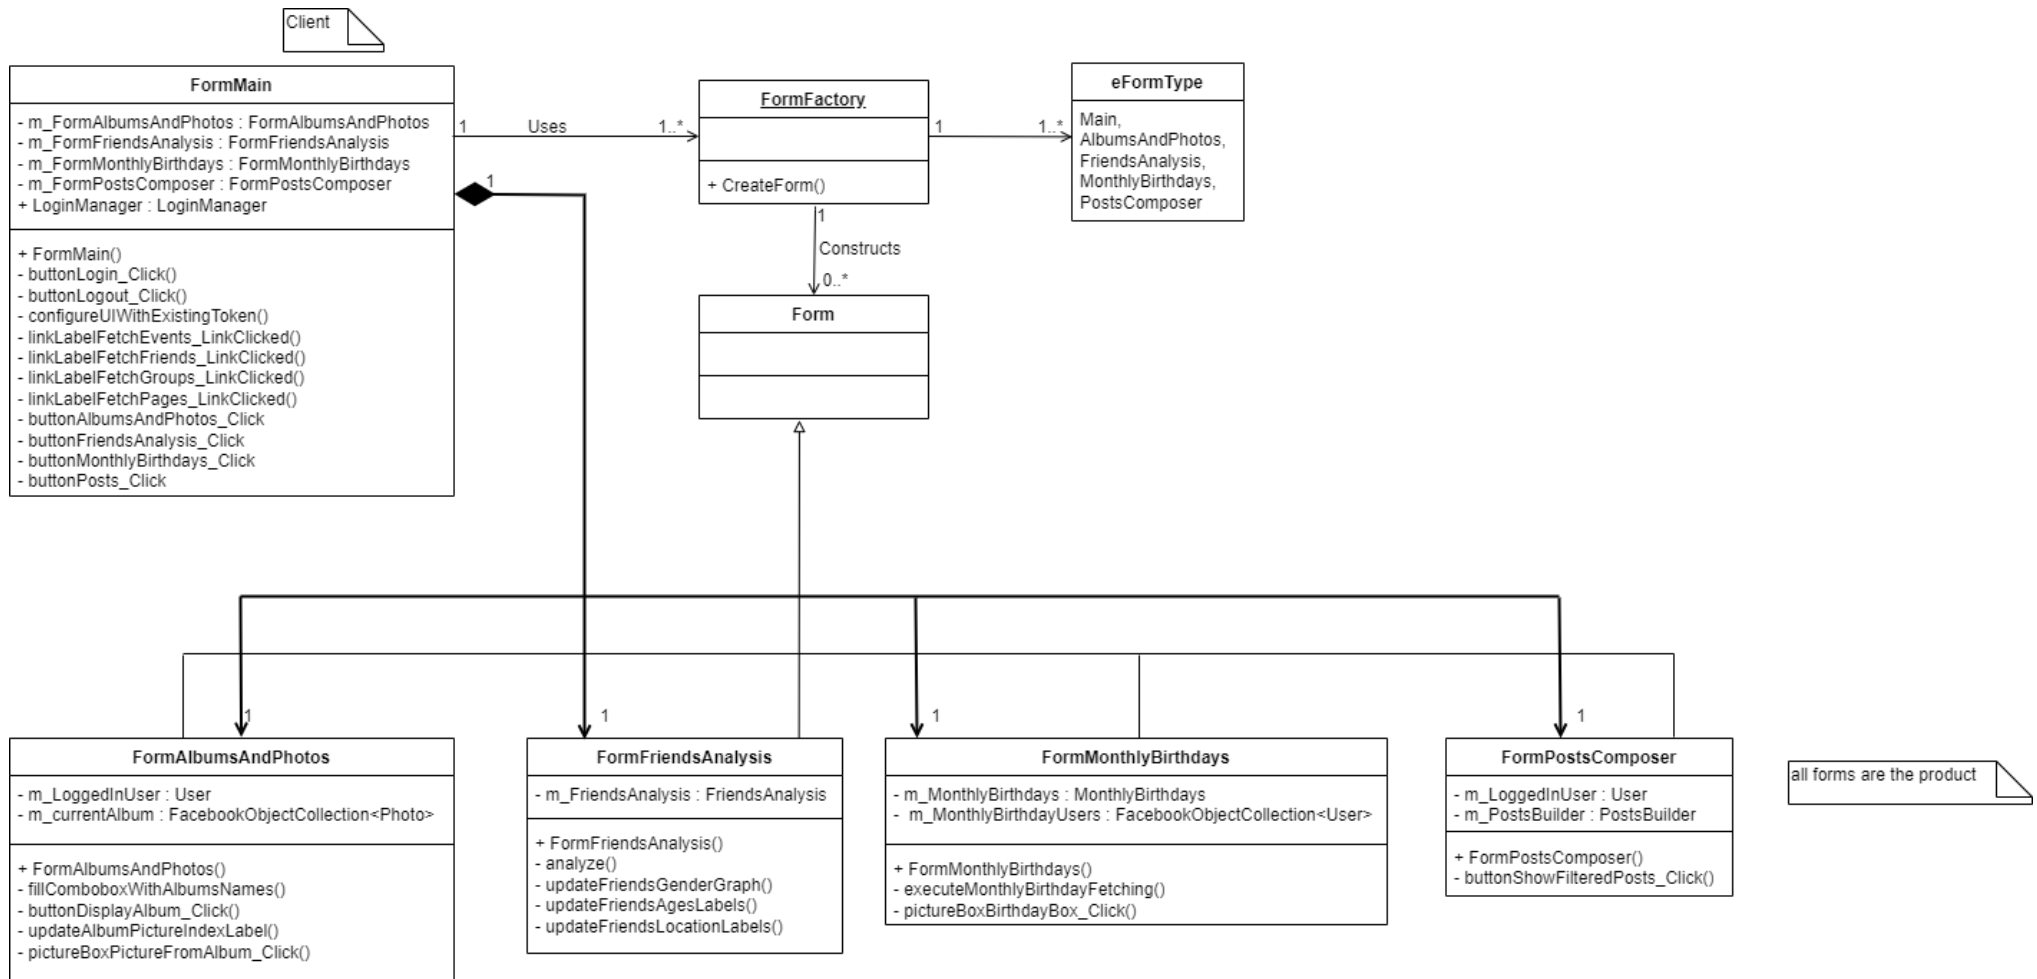 Client
FormMain
- m_FormAlbumsAndPhotos : FormAlbumsAndPhotos
- m_FormFriendsAnalysis : FormFriendsAnalysis
- m_FormMonthlyBirthdays : FormMonthlyBirthdays
- m_FormPostsComposer : FormPostsComposer
+ LoginManager : LoginManager
+ FormMain()
- buttonLogin_Click()
- buttonLogout_Click()
- configureUIWithExistingToken()
- linkLabelFetchEvents_LinkClicked()
- linkLabelFetchFriends_LinkClicked()
- linkLabelFetchGroups_LinkClicked()
- linkLabelFetchPages_LinkClicked()
- buttonAlbumsAndPhotos_Click
- buttonFriendsAnalysis_Click
- buttonMonthlyBirthdays_Click
- buttonPosts_Click
1 Uses 1..*
1
FormFactory
+ CreateForm()
1 1..*
eFormType
Main,
AlbumsAndPhotos,
FriendsAnalysis,
MonthlyBirthdays,
PostsComposer
1
Constructs
0..*
Form
1
1
1
1
FormAlbumsAndPhotos
- m_LoggedInUser : User
- m_currentAlbum : FacebookObjectCollection<Photo>
+ FormAlbumsAndPhotos()
- fillComboboxWithAlbumsNames()
- buttonDisplayAlbum_Click()
- updateAlbumPictureIndexLabel()
- pictureBoxPictureFromAlbum_Click()
FormFriendsAnalysis
- m_FriendsAnalysis : FriendsAnalysis
+ FormFriendsAnalysis()
- analyze()
- updateFriendsGenderGraph()
- updateFriendsAgesLabels()
- updateFriendsLocationLabels()
FormMonthlyBirthdays
- m_MonthlyBirthdays : MonthlyBirthdays
- m_MonthlyBirthdayUsers : FacebookObjectCollection<User>
+ FormMonthlyBirthdays()
- executeMonthlyBirthdayFetching()
- pictureBoxBirthdayBox_Click()
FormPostsComposer
- m_LoggedInUser : User
- m_PostsBuilder : PostsBuilder
+ FormPostsComposer()
- buttonShowFilteredPosts_Click()
all forms are the product